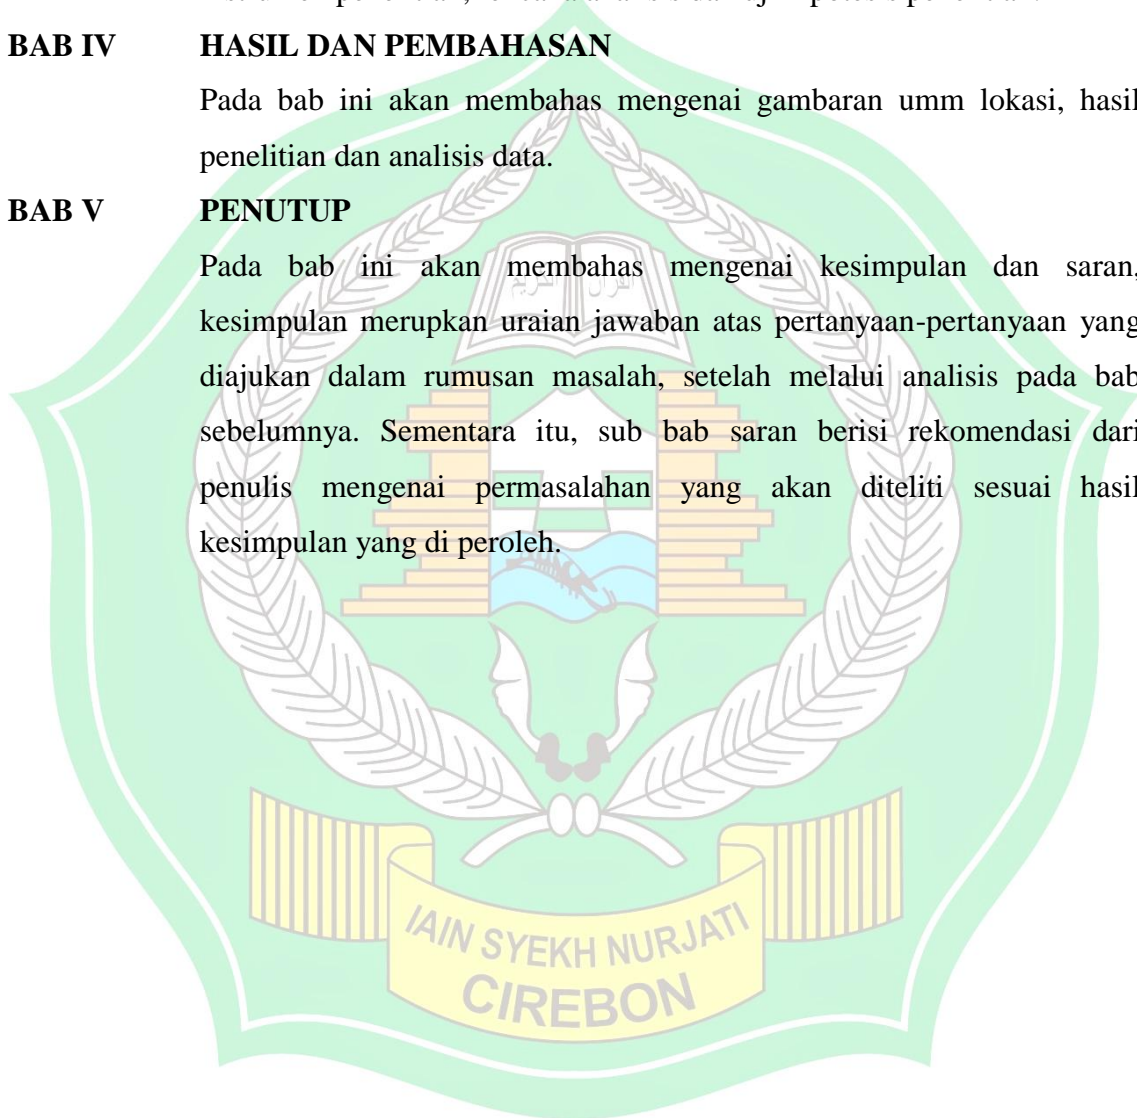 BAB IV HASIL DAN PEMBAHASAN
Pada bab ini akan membahas mengenai gambaran umm lokasi, hasil
penelitian dan analisis data.
BAB V PENUTUP
Pada bab ini akan membahas mengenai kesimpulan dan saran,
kesimpulan merupkan uraian jawaban atas pertanyaan-pertanyaan yang
diajukan dalam rumusan masalah, setelah melalui analisis pada bab
sebelumnya. Sementara itu, sub bab saran berisi rekomendasi dari
penulis mengenai permasalahan yang akan diteliti sesuai hasil
kesimpulan yang di peroleh.
IAIN SYEKH NURJATI
CIREBON